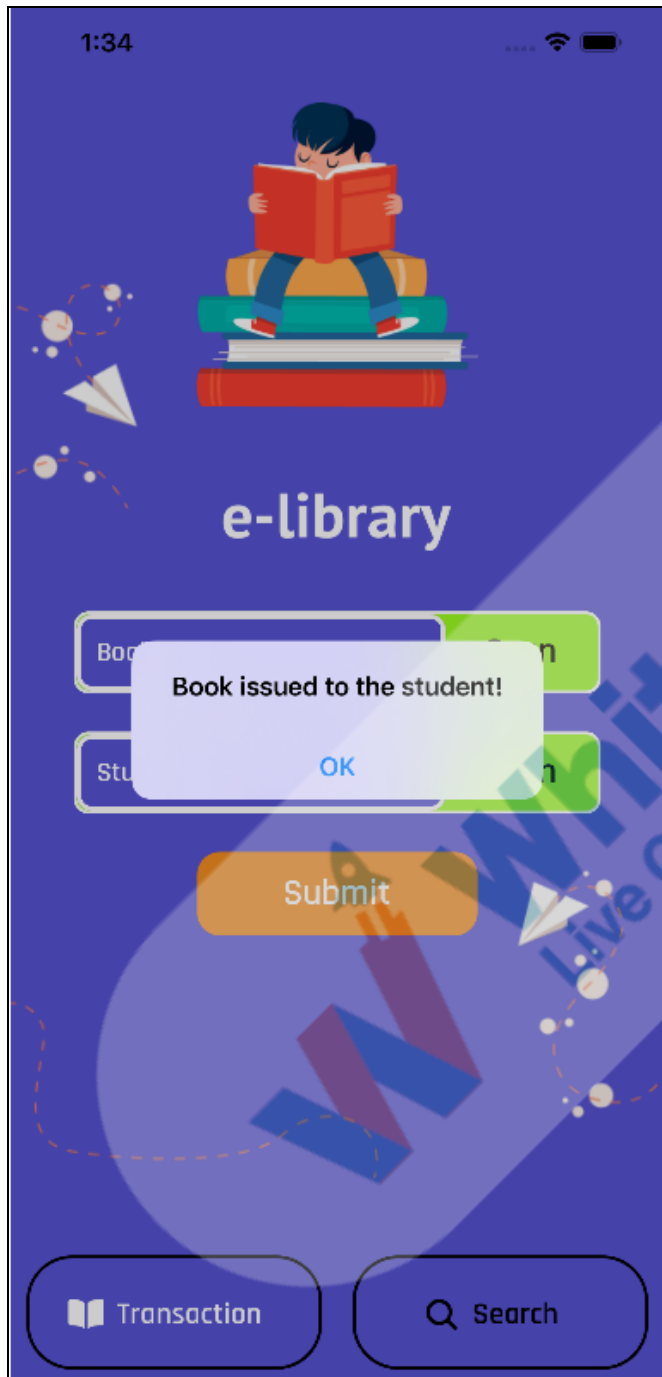 1:34
e-library
Book issued to the student!
OK
Submit
Transaction
Search